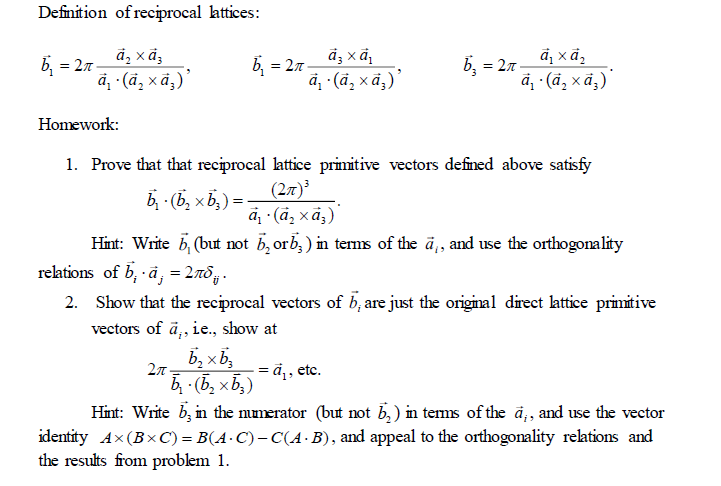 Definition of reciprocal lattices:
$\vec{b}_1 = 2\pi \frac{\vec{a}_2 \times \vec{a}_3}{\vec{a}_1 \cdot (\vec{a}_2 \times \vec{a}_3)}$, $\vec{b}_1 = 2\pi \frac{\vec{a}_3 \times \vec{a}_1}{\vec{a}_1 \cdot (\vec{a}_2 \times \vec{a}_3)}$, $\vec{b}_3 = 2\pi \frac{\vec{a}_1 \times \vec{a}_2}{\vec{a}_1 \cdot (\vec{a}_2 \times \vec{a}_3)}$.
Homework:
1. Prove that that reciprocal lattice primitive vectors defined above satisfy
$\vec{b}_1 \cdot (\vec{b}_2 \times \vec{b}_3) = \frac{(2\pi)^3}{\vec{a}_1 \cdot (\vec{a}_2 \times \vec{a}_3)}$.
Hint: Write $\vec{b}_1$ (but not $\vec{b}_2$ or $\vec{b}_3$) in terms of the $\vec{a}_i$, and use the orthogonality
relations of $\vec{b}_i \cdot \vec{a}_j = 2\pi\delta_{ij}$.
2. Show that the reciprocal vectors of $\vec{b}_i$ are just the original direct lattice primitive
vectors of $\vec{a}_i$, i.e., show at
$2\pi \frac{\vec{b}_2 \times \vec{b}_3}{\vec{b}_1 \cdot (\vec{b}_2 \times \vec{b}_3)} = \vec{a}_1$, etc.
Hint: Write $\vec{b}_3$ in the numerator (but not $\vec{b}_2$) in terms of the $\vec{a}_i$, and use the vector
identity $A \times (B \times C) = B(A \cdot C) - C(A \cdot B)$, and appeal to the orthogonality relations and
the results from problem 1.